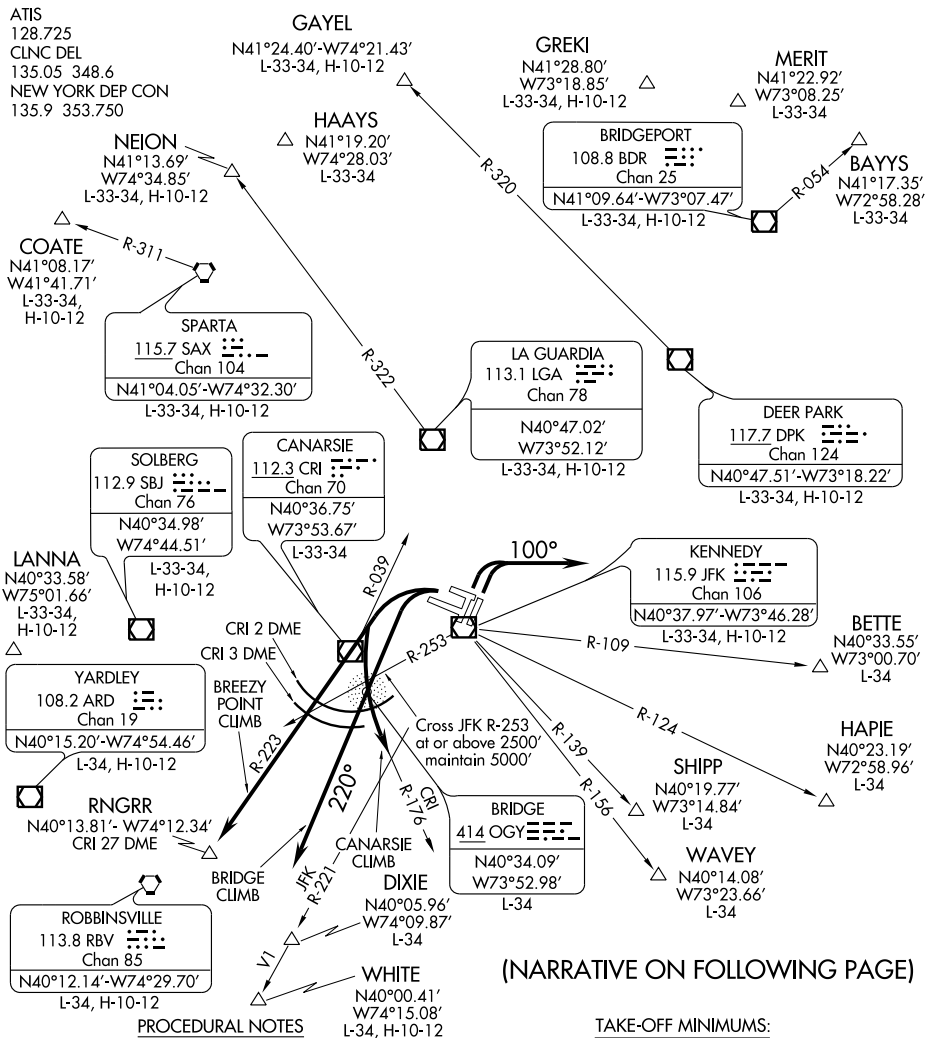 ATIS
128.725
CLNC DEL
135.05 348.6
NEW YORK DEP CON
135.9 353.750
GAYEL
N41°24.40’-W74°21.43’
L-33-34, H-10-12
GREKI
N41°28.80’
W73°18.85’
L-33-34, H-10-12
MERIT
N41°22.92’
W73°08.25’
L-33-34
HAAYS
N41°19.20’
W74°28.03’
L-33-34
NEION
N41°13.69’
W74°34.85’
L-33-34, H-10-12
BRIDGEPORT
108.8 BDR
Chan 25
N41°09.64’-W73°07.47’
L-33-34, H-10-12
R-054
BAYYS
N41°17.35’
W72°58.28’
L-33-34
R-320
COATE
N41°08.17’
W41°41.71’
L-33-34,
H-10-12
R-311
SPARTA
115.7 SAX
Chan 104
N41°04.05’-W74°32.30’
L-33-34, H-10-12
R-322
LA GUARDIA
113.1 LGA
Chan 78
N40°47.02’
W73°52.12’
L-33-34, H-10-12
DEER PARK
117.7 DPK
Chan 124
N40°47.51’-W73°18.22’
L-33-34, H-10-12
SOLBERG
112.9 SBJ
Chan 76
N40°34.98’
W74°44.51’
L-33-34,
H-10-12
CANARSIE
112.3 CRI
Chan 70
N40°36.75’
W73°53.67’
L-33-34
R-039
100°
KENNEDY
115.9 JFK
Chan 106
N40°37.97’-W73°46.28’
L-33-34, H-10-12
LANNA
N40°33.58’
W75°01.66’
L-33-34,
H-10-12
CRI 2 DME
CRI 3 DME
R-253
R-109
BETTE
N40°33.55’
W73°00.70’
L-34
YARDLEY
108.2 ARD
Chan 19
N40°15.20’-W74°54.46’
L-34, H-10-12
BREEZY
POINT
CLIMB
R-223
220°
Cross JFK R-253
at or above 2500’
maintain 5000’
R-139
R-124
R-156
HAPIE
N40°23.19’
W72°58.96’
L-34
SHIPP
N40°19.77’
W73°14.84’
L-34
RNGRR
N40°13.81’- W74°12.34’
CRI 27 DME
BRIDGE
CLIMB
CANARSIE
CLIMB
CRI
R-176
BRIDGE
414 OGY
N40°34.09’
W73°52.98’
L-34
WAVEY
N40°14.08’
W73°23.66’
L-34
JFK
R-221
DIXIE
N40°05.96’
W74°09.87’
L-34
ROBBINSVILLE
113.8 RBV
Chan 85
N40°12.14’-W74°29.70’
L-34, H-10-12
V1
WHITE
N40°00.41’
W74°15.08’
L-34, H-10-12
(NARRATIVE ON FOLLOWING PAGE)
PROCEDURAL NOTES
TAKE-OFF MINIMUMS: